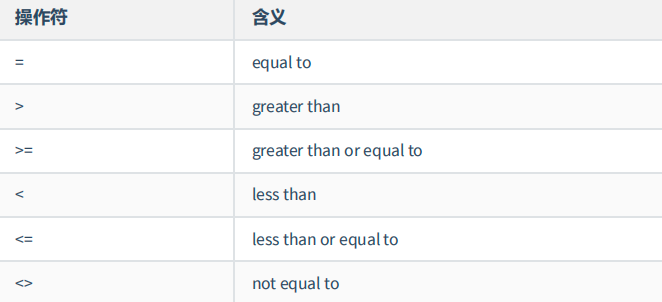 操作符 含义
= equal to
> greater than
>= greater than or equal to
< less than
<= less than or equal to
<> not equal to